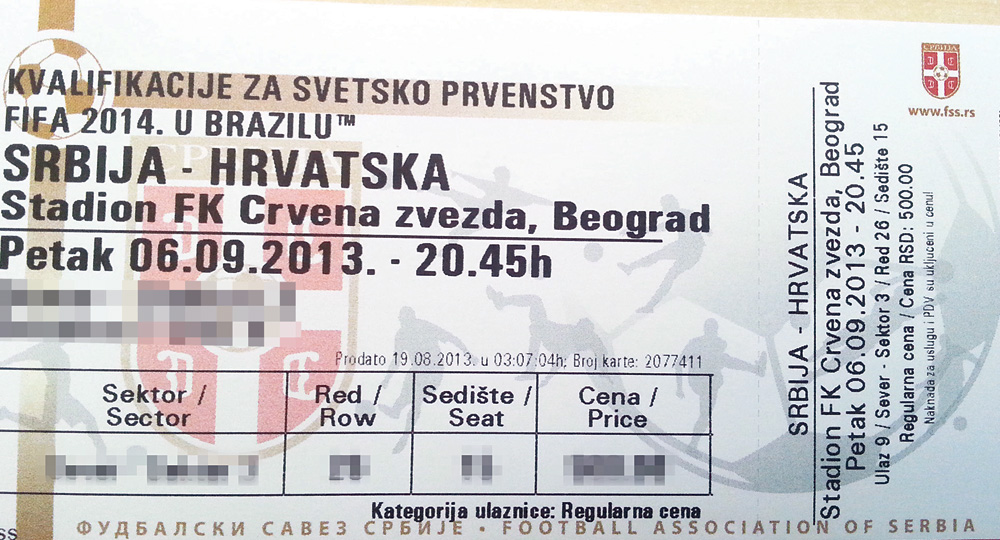 KVALIFIKACIJE ZA SVETSKO PRVENSTVO
FIFA 2014. U BRAZILU™
SRBIJA - HRVATSKA
Stadion FK Crvena zvezda, Beograd
Petak 06.09.2013. - 20.45h
Prodato 19.08.2013. u 03:07:04h; Broj karte: 2077411
Sektor / Sector
Red / Row
Sedište / Seat
Cena / Price
Kategorija ulaznice: Regularna cena
ФУДБАЛСКИ САВЕЗ СРБИЈЕ • FOOTBALL ASSOCIATION OF SERBIA
СРБИЈА
www.fss.rs
SRBIJA - HRVATSKA
Stadion FK Crvena zvezda, Beograd
Petak 06.09.2013 - 20.45
Ulaz 9 / Sever - Sektor 3 / Red 26 / Sedište 15
Regularna cena / Cena RSD: 500.00
Naknada za uslugu i PDV su uključeni u cenu!